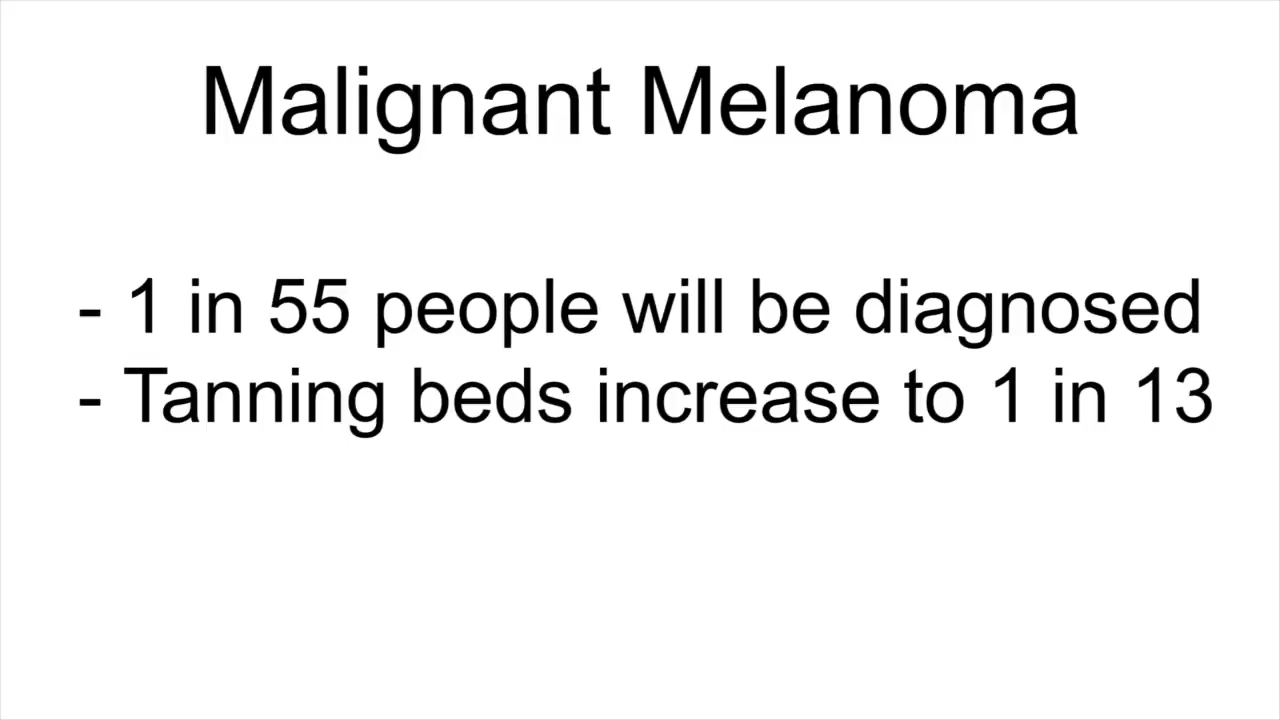 Malignant Melanoma
- 1 in 55 people will be diagnosed
- Tanning beds increase to 1 in 13